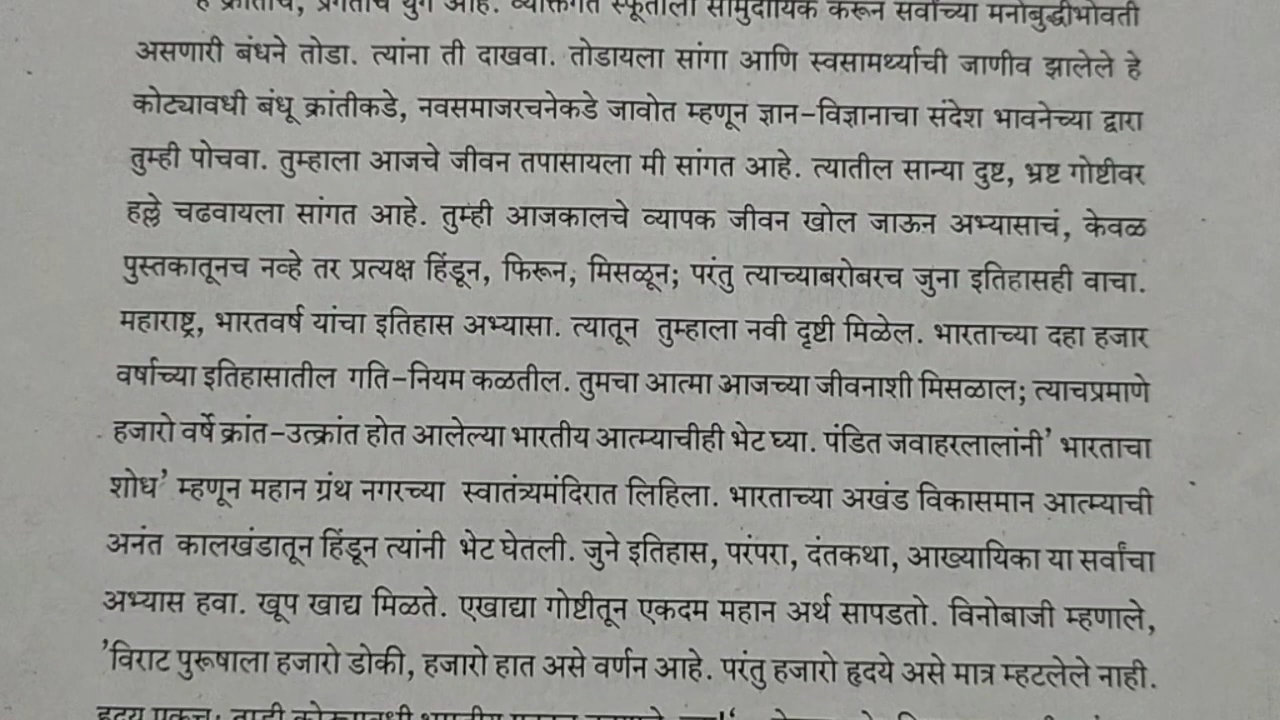 हे क्रांतीचे, प्रगतीचे युग आहे. व्यक्तिगत स्फूर्तीला सामुदायिक करून सर्वांच्या मनोबुद्धीभोवती
असणारी बंधने तोडा. त्यांना ती दाखवा. तोडायला सांगा आणि स्वसामर्थ्याची जाणीव झालेले हे
कोट्यावधी बंधू क्रांतीकडे, नवसमाजरचनेकडे जावोत म्हणून ज्ञान-विज्ञानाचा संदेश भावनेच्या द्वारा
तुम्ही पोचवा. तुम्हाला आजचे जीवन तपासायला मी सांगत आहे. त्यातील सान्या दुष्ट, भ्रष्ट गोष्टीवर
हल्ले चढवायला सांगत आहे. तुम्ही आजकालचे व्यापक जीवन खोल जाऊन अभ्यासाचं, केवळ
पुस्तकातूनच नव्हे तर प्रत्यक्ष हिंडून, फिरून, मिसळून; परंतु त्याच्याबरोबरच जुना इतिहासही वाचा.
महाराष्ट्र, भारतवर्ष यांचा इतिहास अभ्यासा. त्यातून तुम्हाला नवी दृष्टी मिळेल. भारताच्या दहा हजार
वर्षाच्या इतिहासातील गति-नियम कळतील. तुमचा आत्मा आजच्या जीवनाशी मिसळाल; त्याचप्रमाणे
हजारो वर्षे क्रांत-उत्क्रांत होत आलेल्या भारतीय आत्म्याचीही भेट घ्या. पंडित जवाहरलालांनी' भारताचा
शोध' म्हणून महान ग्रंथ नगरच्या स्वातंत्र्यमंदिरात लिहिला. भारताच्या अखंड विकासमान आत्म्याची
अनंत कालखंडातून हिंडून त्यांनी भेट घेतली. जुने इतिहास, परंपरा, दंतकथा, आख्यायिका या सर्वांचा
अभ्यास हवा. खूप खाद्य मिळते. एखाद्या गोष्टीतून एकदम महान अर्थ सापडतो. विनोबाजी म्हणाले,
'विराट पुरूषाला हजारो डोकी, हजारो हात असे वर्णन आहे. परंतु हजारो हृदये असे मात्र म्हटलेले नाही.
हृदय एकच;